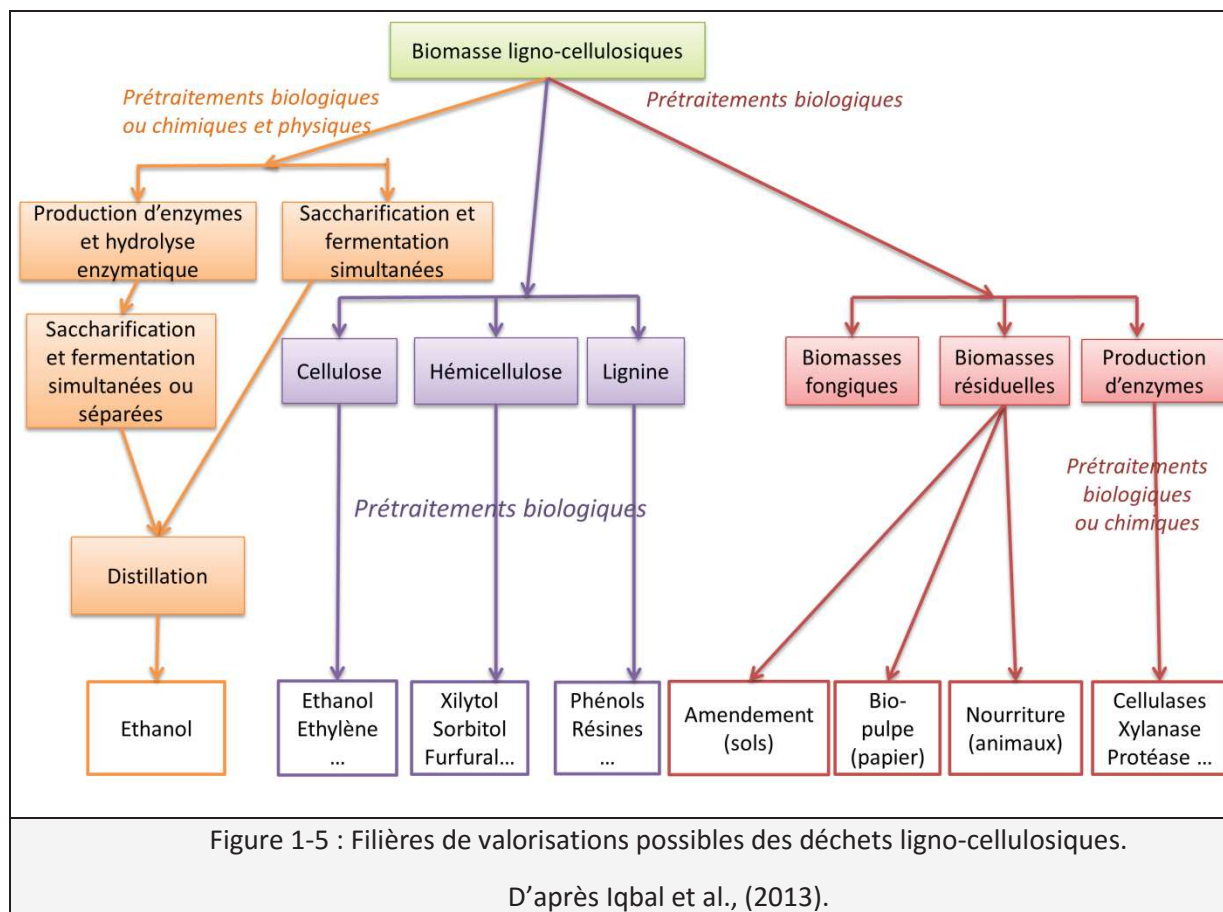 Biomasse ligno-cellulosiques
Prétraitements biologiques
ou chimiques et physiques
Prétraitements biologiques
Production d'enzymes
et hydrolyse
enzymatique
Saccharification et
fermentation
simultanées
Saccharification
et fermentation
simultanées ou
séparées
Cellulose
Hémicellulose
Lignine
Biomasses
fongiques
Biomasses
résiduelles
Production
d'enzymes
Prétraitements biologiques
Prétraitements
biologiques
ou chimiques
Distillation
Ethanol
Ethanol
Ethylène
...
Xilytol
Sorbitol
Furfural...
Phénols
Résines
...
Amendement
(sols)
Bio-
pulpe
(papier)
Nourriture
(animaux)
Cellulases
Xylanase
Protéase ...
Figure 1-5 : Filières de valorisations possibles des déchets ligno-cellulosiques.
D'après Iqbal et al., (2013).